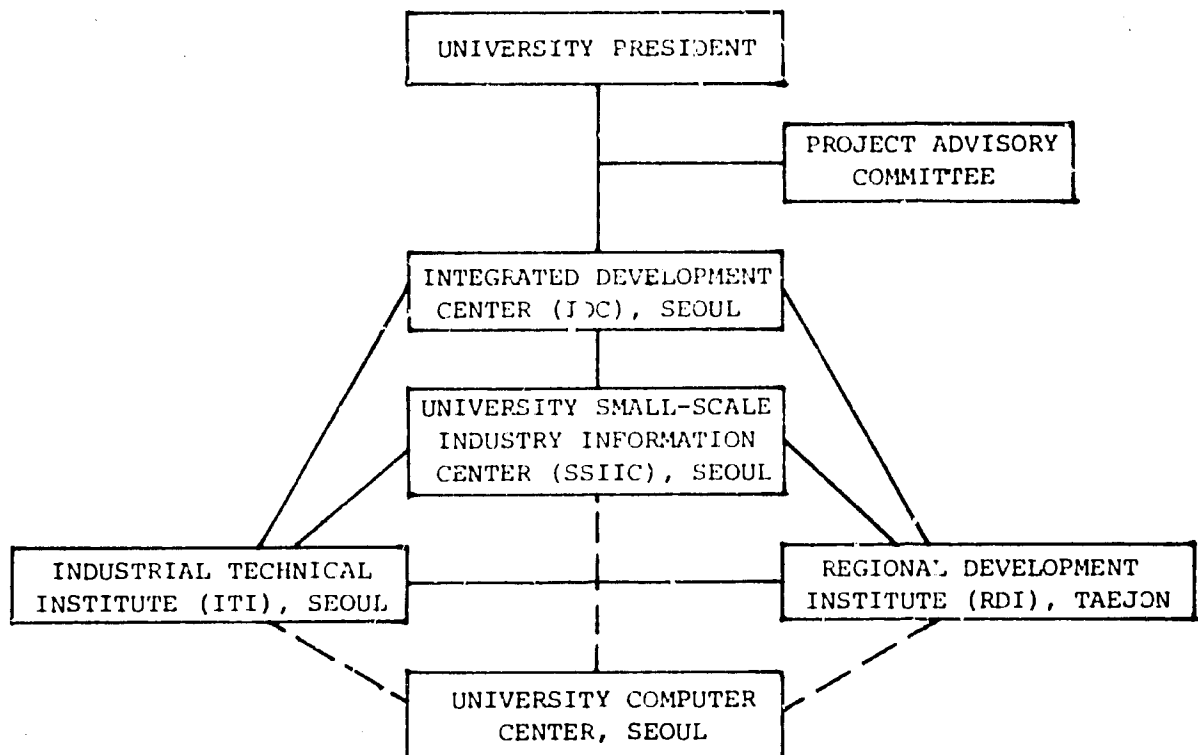 UNIVERSITY PRESIDENT
PROJECT ADVISORY
COMMITTEE
INTEGRATED DEVELOPMENT
CENTER (IDC), SEOUL
UNIVERSITY SMALL-SCALE
INDUSTRY INFORMATION
CENTER (SSIIC), SEOUL
INDUSTRIAL TECHNICAL
INSTITUTE (ITI), SEOUL
REGIONAL DEVELOPMENT
INSTITUTE (RDI), TAEJON
UNIVERSITY COMPUTER
CENTER, SEOUL